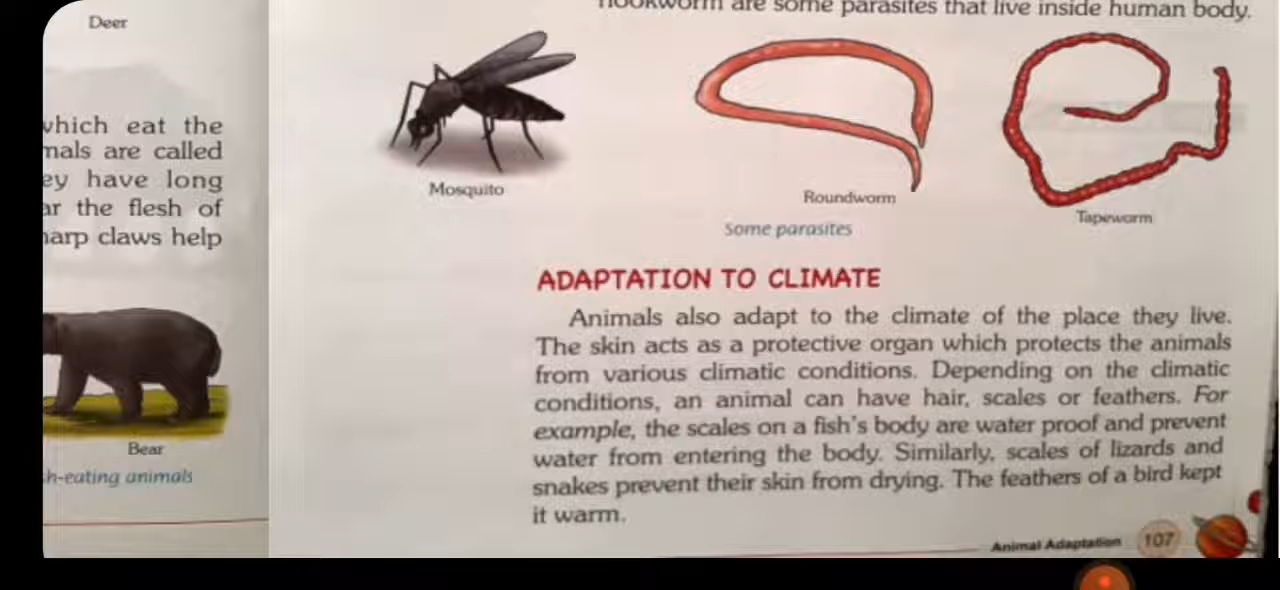 Deer
which eat the
mals are called
ey have long
ar the flesh of
harp claws help
Bear
h-eating animals
hookworm are some parasites that live inside human body.
Mosquito
Roundworm
Tapeworm
Some parasites
ADAPTATION TO CLIMATE
Animals also adapt to the climate of the place they live.
The skin acts as a protective organ which protects the animals
from various climatic conditions. Depending on the climatic
conditions, an animal can have hair, scales or feathers. For
example, the scales on a fish's body are water proof and prevent
water from entering the body. Similarly, scales of lizards and
snakes prevent their skin from drying. The feathers of a bird kept
it warm.
Animal Adaptation 107